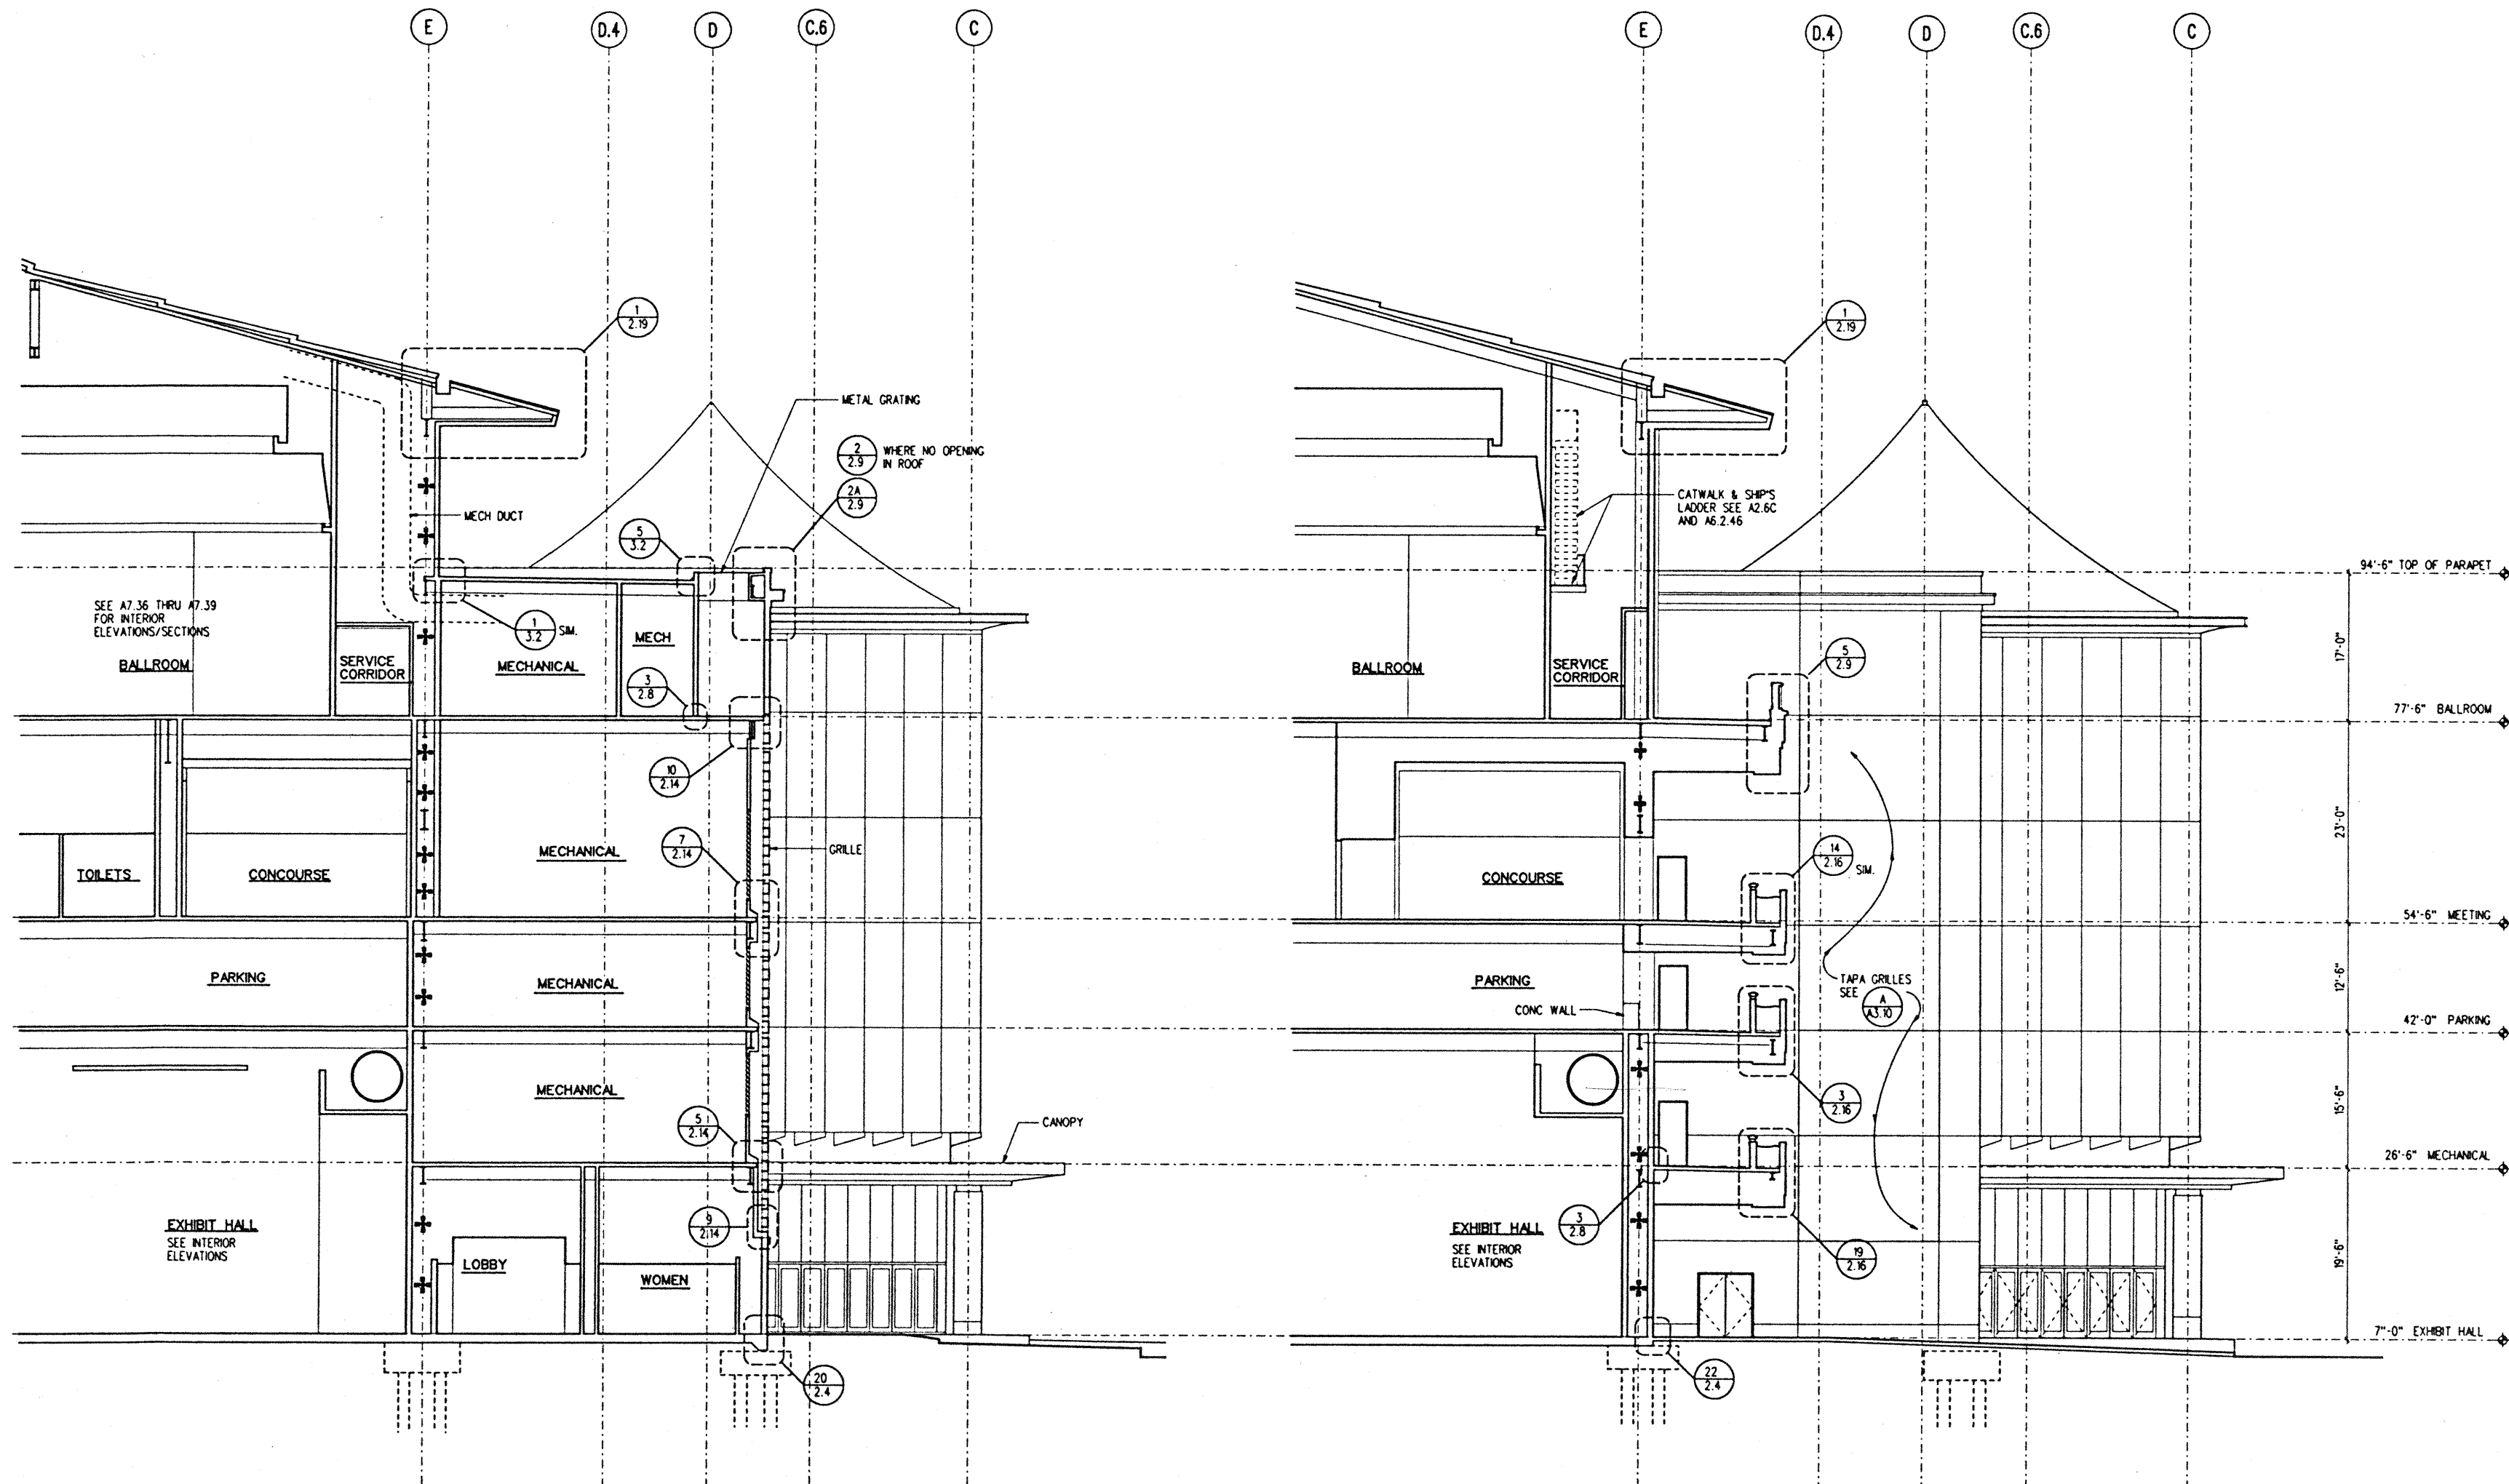 E
D.4
D
C.6
C
1
2.19
METAL GRATING
2
2.9
WHERE NO OPENING
IN ROOF
2A
2.9
MECH DUCT
5
3.2
SEE A7.36 THRU A7.39
FOR INTERIOR
ELEVATIONS/SECTIONS
BALLROOM
SERVICE
CORRIDOR
1
3.2
SIM.
MECHANICAL
MECH
3
2.8
10
2.14
7
2.14
MECHANICAL
GRILLE
TOILETS
CONCOURSE
PARKING
MECHANICAL
MECHANICAL
5
2.14
CANOPY
9
2.14
EXHIBIT HALL
SEE INTERIOR
ELEVATIONS
LOBBY
WOMEN
20
2.4
E
D.4
D
C.6
C
1
2.19
CATWALK & SHIP'S
LADDER SEE A2.6C
AND A6.2.46
94'-6" TOP OF PARAPET
17'-0"
BALLROOM
SERVICE
CORRIDOR
5
2.9
77'-6" BALLROOM
23'-0"
14
2.16
SIM.
CONCOURSE
54'-6" MEETING
PARKING
TAPA GRILLES
SEE
A
A3.10
12'-6"
CONC WALL
42'-0" PARKING
3
2.16
15'-6"
26'-6" MECHANICAL
EXHIBIT HALL
SEE INTERIOR
ELEVATIONS
3
2.8
19
2.16
19'-6"
7"-0" EXHIBIT HALL
22
2.4